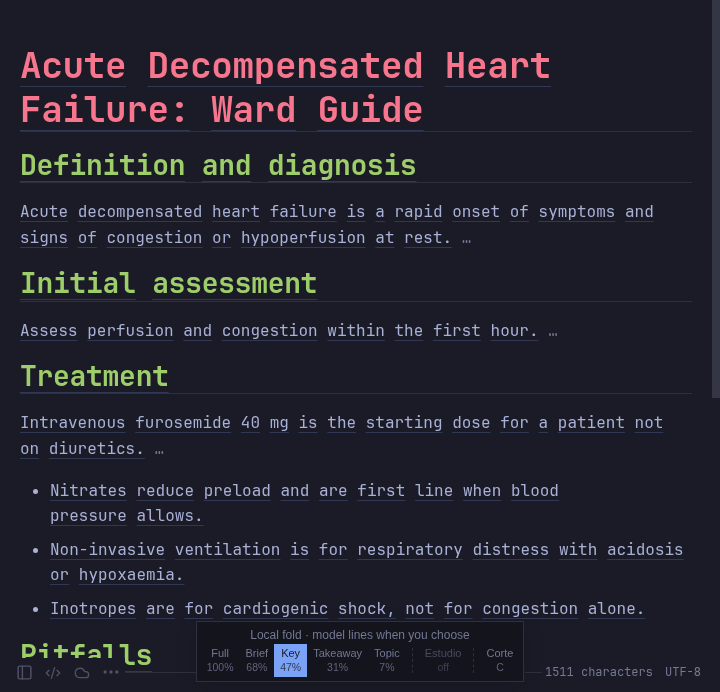 Acute Decompensated Heart
Failure: Ward Guide
Definition and diagnosis
Acute decompensated heart failure is a rapid onset of symptoms and
signs of congestion or hypoperfusion at rest. …
Initial assessment
Assess perfusion and congestion within the first hour. …
Treatment
Intravenous furosemide 40 mg is the starting dose for a patient not
on diuretics. …
• Nitrates reduce preload and are first line when blood
pressure allows.
• Non-invasive ventilation is for respiratory distress with acidosis
or hypoxaemia.
• Inotropes are for cardiogenic shock, not for congestion alone.
Pitfalls
Local fold · model lines when you choose
Full Brief Key Takeaway Topic Estudio Corte
100% 68% 47% 31% 7% off C
1511 characters UTF-8